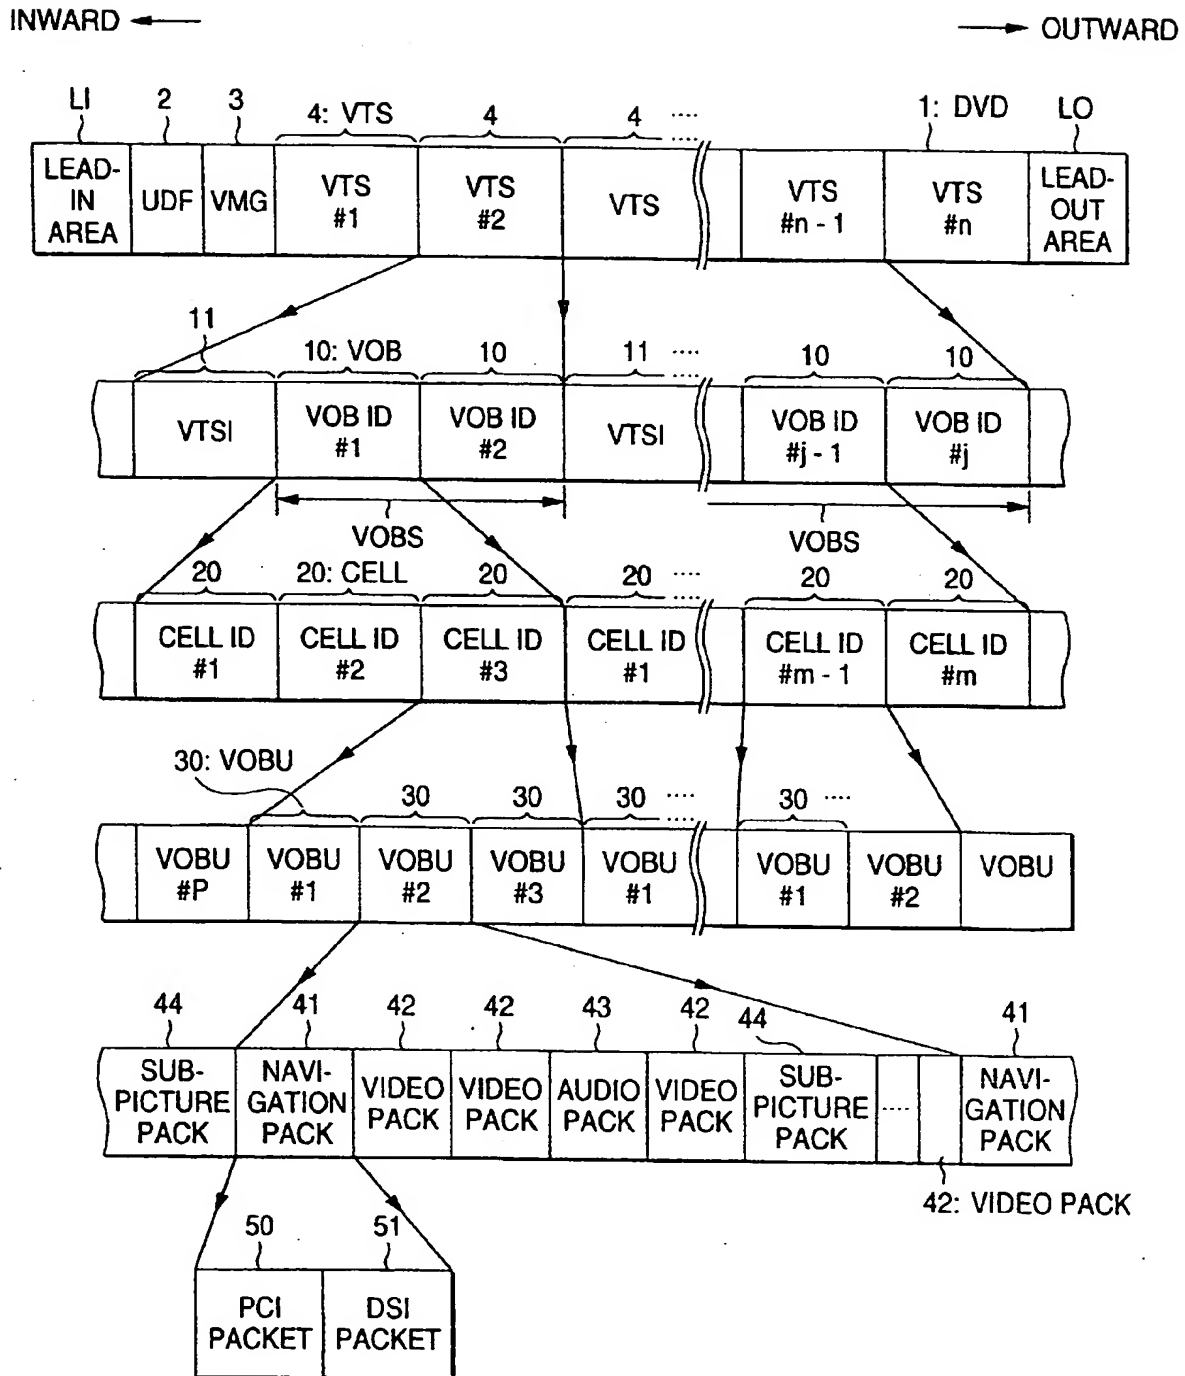 INWARD
OUTWARD
LI 2 3 4: VTS 4 4 ····
····
1: DVD LO
LEAD-
IN
AREA
UDF
VMG
VTS
#1
VTS
#2
VTS
VTS
#n - 1
VTS
#n
LEAD-
OUT
AREA
11 10: VOB 10 11 ····
····
10 10
VTSI
VOB ID
#1
VOB ID
#2
VTSI
VOB ID
#j - 1
VOB ID
#j
VOBS
VOBS
20 20: CELL 20 20 ····
····
20 20
CELL ID
#1
CELL ID
#2
CELL ID
#3
CELL ID
#1
CELL ID
#m - 1
CELL ID
#m
30: VOBU
30 30 30 ····
····
30 ····
VOBU
#P
VOBU
#1
VOBU
#2
VOBU
#3
VOBU
#1
VOBU
#1
VOBU
#2
VOBU
44 41 42 42 43 42 44 41
SUB-
PICTURE
PACK
NAVI-
GATION
PACK
VIDEO
PACK
VIDEO
PACK
AUDIO
PACK
VIDEO
PACK
SUB-
PICTURE
PACK
····
NAVI-
GATION
PACK
42: VIDEO PACK
50 51
PCI
PACKET
DSI
PACKET